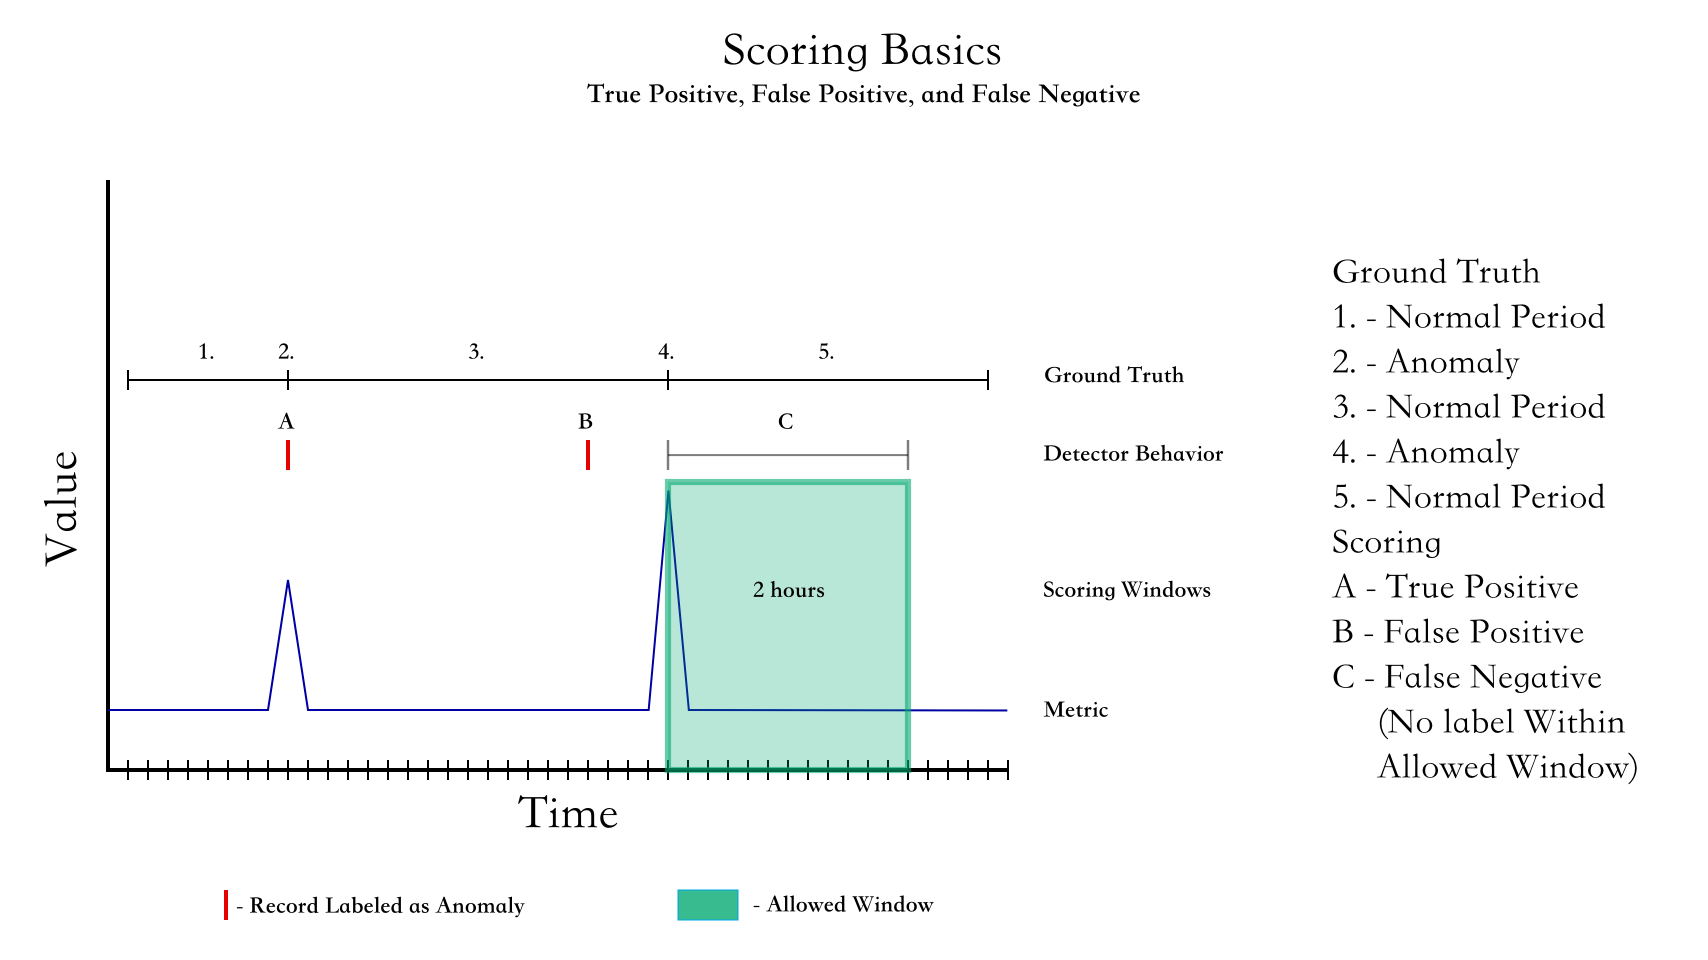 Scoring Basics
True Positive, False Positive, and False Negative
1. 2. 3. 4. 5.
Ground Truth
A B C
Detector Behavior
Value
2 hours
Scoring Windows
Metric
Time
- Record Labeled as Anomaly
- Allowed Window
Ground Truth
1. - Normal Period
2. - Anomaly
3. - Normal Period
4. - Anomaly
5. - Normal Period
Scoring
A - True Positive
B - False Positive
C - False Negative
(No label Within
Allowed Window)